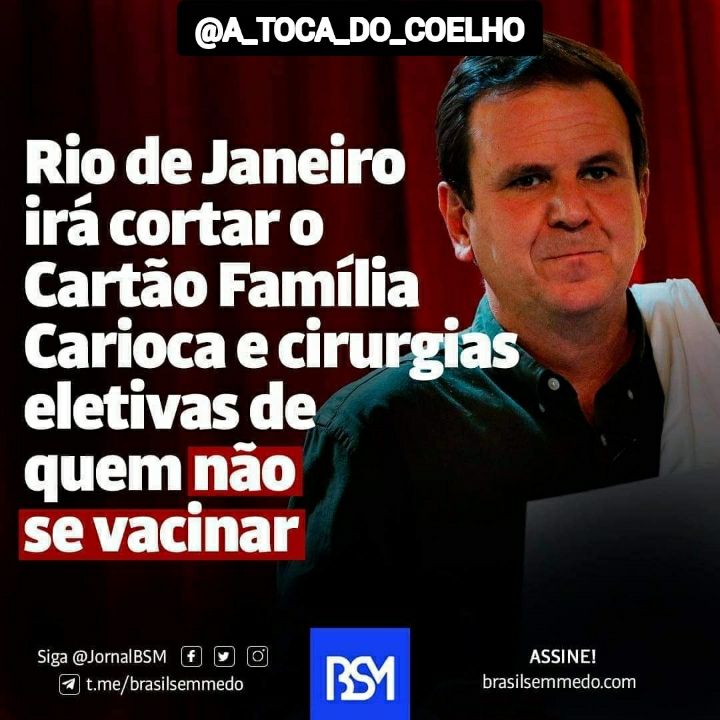 @A_TOCA_DO_COELHO
Rio de Janeiro
irá cortar o
Cartão Família
Carioca e cirurgias
eletivas de
quem não
se vacinar
Siga @JornalBSM
t.me/brasilsemmedo
BSM
ASSINE!
brasilsemmedo.com